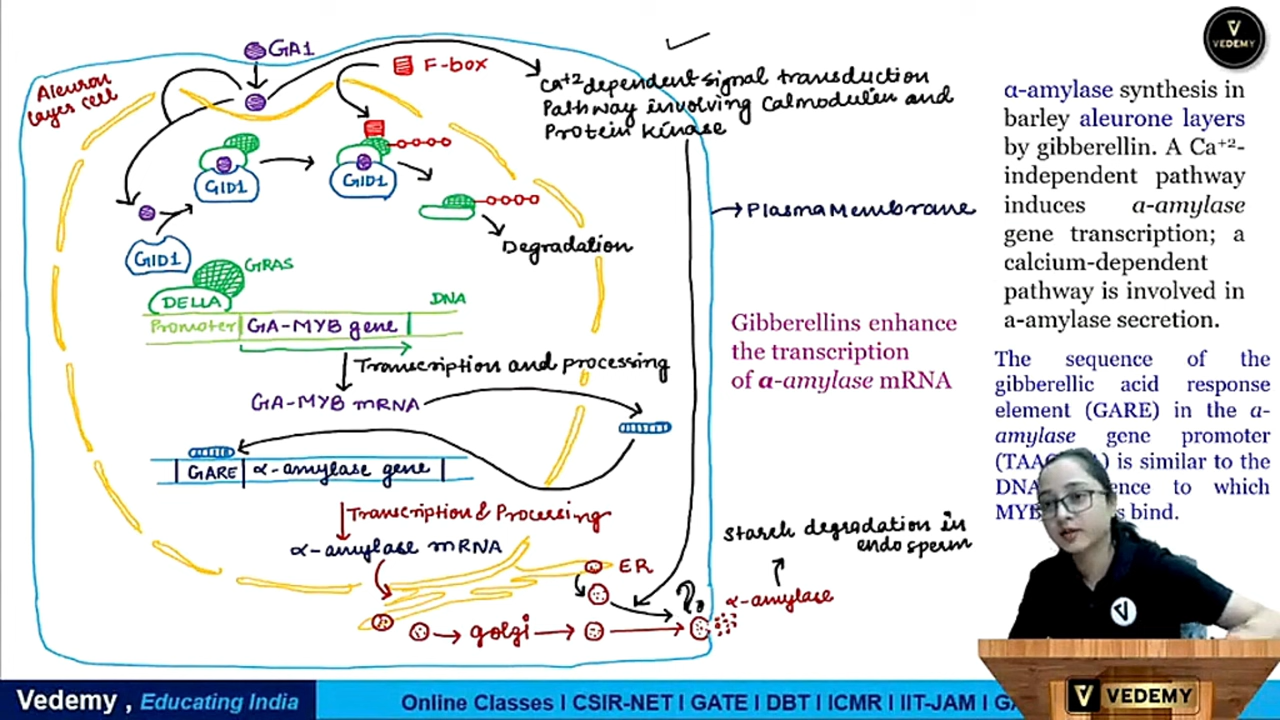 GA1
F-box
Aleuron
layes cell
Ca+2 dependent signal transduction
Pathway involving Calmodulin and
Protein Kinase
GID1
GID1
GID1
Degradation
Plasma Membrane
GRAS
DELLA
DNA
Promoter
GA-MYB gene
Transcription and processing
GA-MYB mRNA
GARE
α-amylase gene
Transcription & Processing
α-amylase mRNA
ER
golgi
α-amylase
Starch degradation in
endosperm
Gibberellins enhance
the transcription
of a-amylase mRNA
VEDEMY
α-amylase synthesis in
barley aleurone layers
by gibberellin. A Ca+2-
independent pathway
induces a-amylase
gene transcription; a
calcium-dependent
pathway is involved in
a-amylase secretion.
The sequence of the
gibberellic acid response
element (GARE) in the a-
amylase gene promoter
is similar to the
DNA to which
bind.
VEDEMY
Vedemy , Educating India
Online Classes I CSIR-NET I GATE I DBT I ICMR I IIT-JAM I